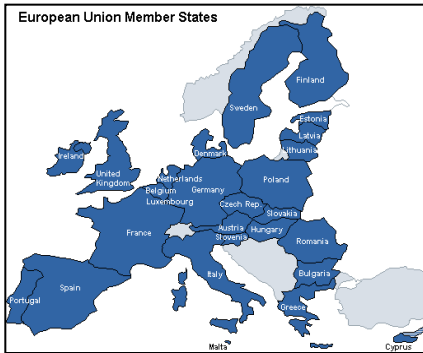 European Union Member States
Finland
Sweden
Estonia
Latvia
Lithuania
Denmark
Ireland
United
Kingdom
Netherlands
Belgium
Germany
Poland
Luxembourg
Czech Rep.
Slovakia
France
Austria
Hungary
Slovenia
Romania
Italy
Bulgaria
Spain
Portugal
Greece
Malta
Cyprus